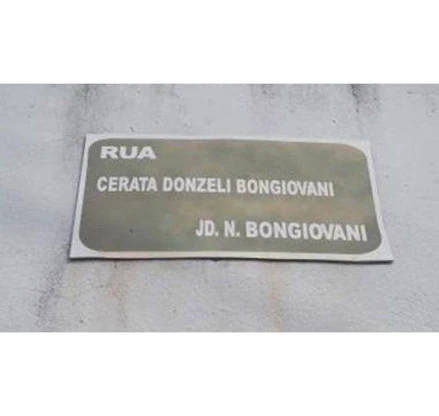 RUA
CERATA DONZELI BONGIOVANI
JD. N. BONGIOVANI